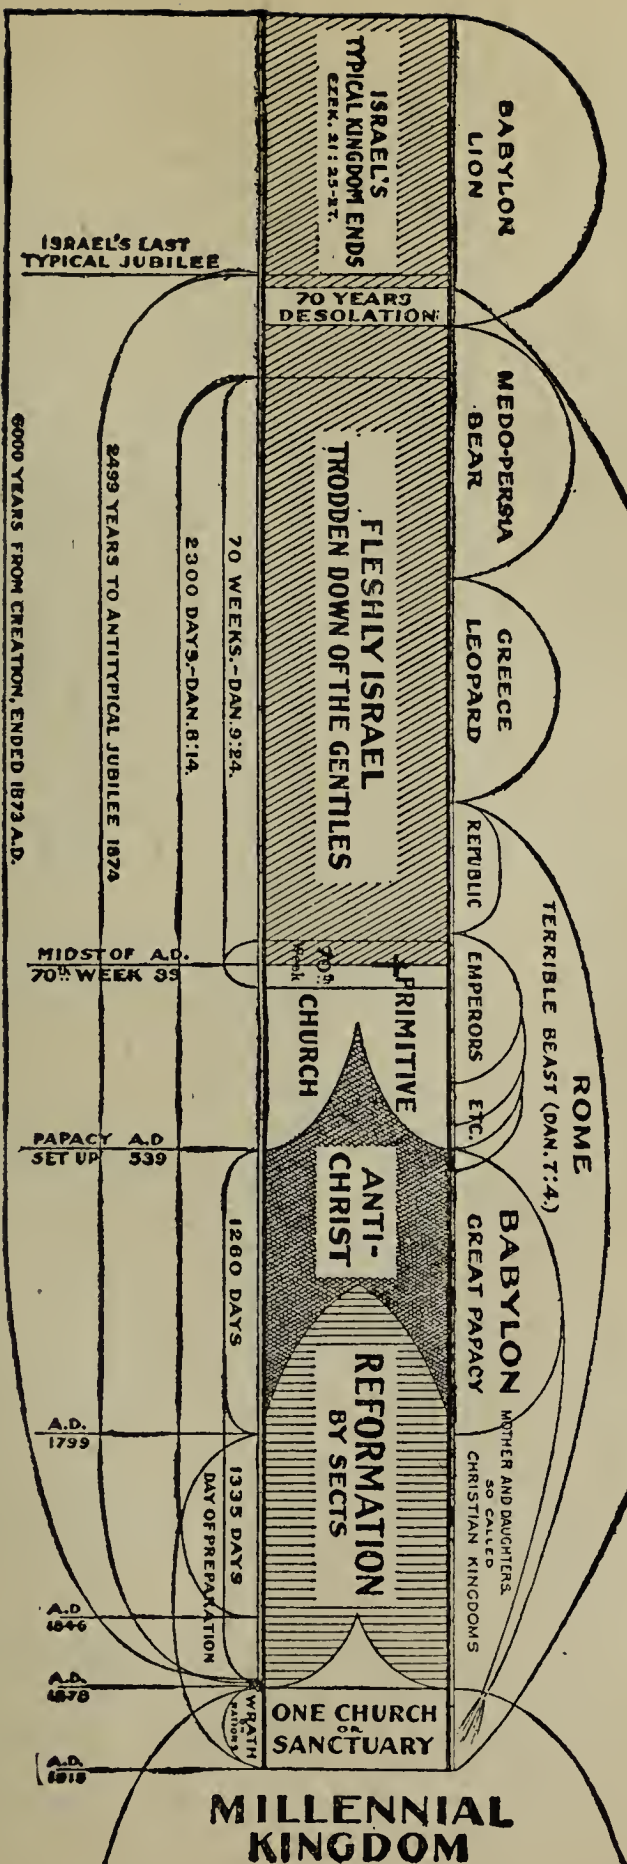 ISRAEL'S
TYPICAL KINGDOM ENDS
EZEK. 21: 25-27.
BABYLON
LION
ISRAEL'S LAST
TYPICAL JUBILEE
70 YEARS
DESOLATION
MEDO-PERSIA
BEAR
FLESHLY ISRAEL
TRODDEN DOWN OF THE GENTILES
GREECE
LEOPARD
70 WEEKS.-DAN. 9:24.
2300 DAYS.-DAN. 8:14.
2499 YEARS TO ANTITYPICAL JUBILEE 1874
6000 YEARS FROM CREATION, ENDED 1873 A.D.
REPUBLIC
TERRIBLE BEAST (DAN. 7:4.)
ROME
EMPERORS
ETC.
MIDST OF A.D.
70th WEEK 33
70th
Week
PRIMITIVE
CHURCH
PAPACY A.D
SET UP 539
ANTI-
CHRIST
BABYLON
GREAT PAPACY
MOTHER AND DAUGHTERS.
SO CALLED
CHRISTIAN KINGDOMS
1260 DAYS
REFORMATION
BY SECTS
A.D.
1799
1335 DAYS
DAY OF PREPARATION
A.D
1846
A.D.
1878
WRATH
ON
NATIONS
ONE CHURCH
OR
SANCTUARY
A.D.
MILLENNIAL
KINGDOM